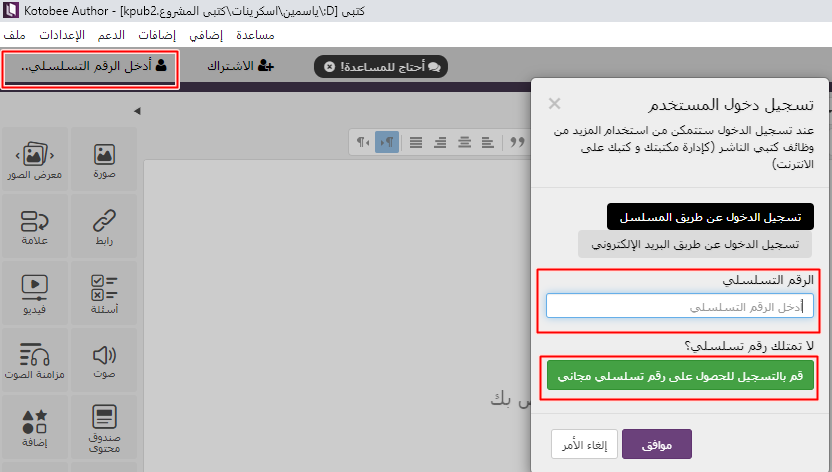 Kotobee Author - [D:\ياسمين\اسكرينات\كتبي المشروع.kpub2] كتبى
ملف الإعدادات الدعم إضافات إضافي مساعدة
أدخل الرقم التسلسلي..
الاشتراك
أحتاج للمساعدة!
تسجيل دخول المستخدم
عند تسجيل الدخول ستتمكن من استخدام المزيد من
وظائف كتبي الناشر (كإدارة مكتبتك و كتبك على
الانترنت)
تسجيل الدخول عن طريق المسلسل
تسجيل الدخول عن طريق البريد الإلكتروني
الرقم التسلسلي
أدخل الرقم التسلسلي
لا تمتلك رقم تسلسلي؟
قم بالتسجيل للحصول على رقم تسلسلي مجاني
موافق
إلغاء الأمر
صورة
معرض الصور
رابط
علامة
أسئلة
فيديو
صوت
مزامنة الصوت
صندوق
محتوى
إضافة
بك